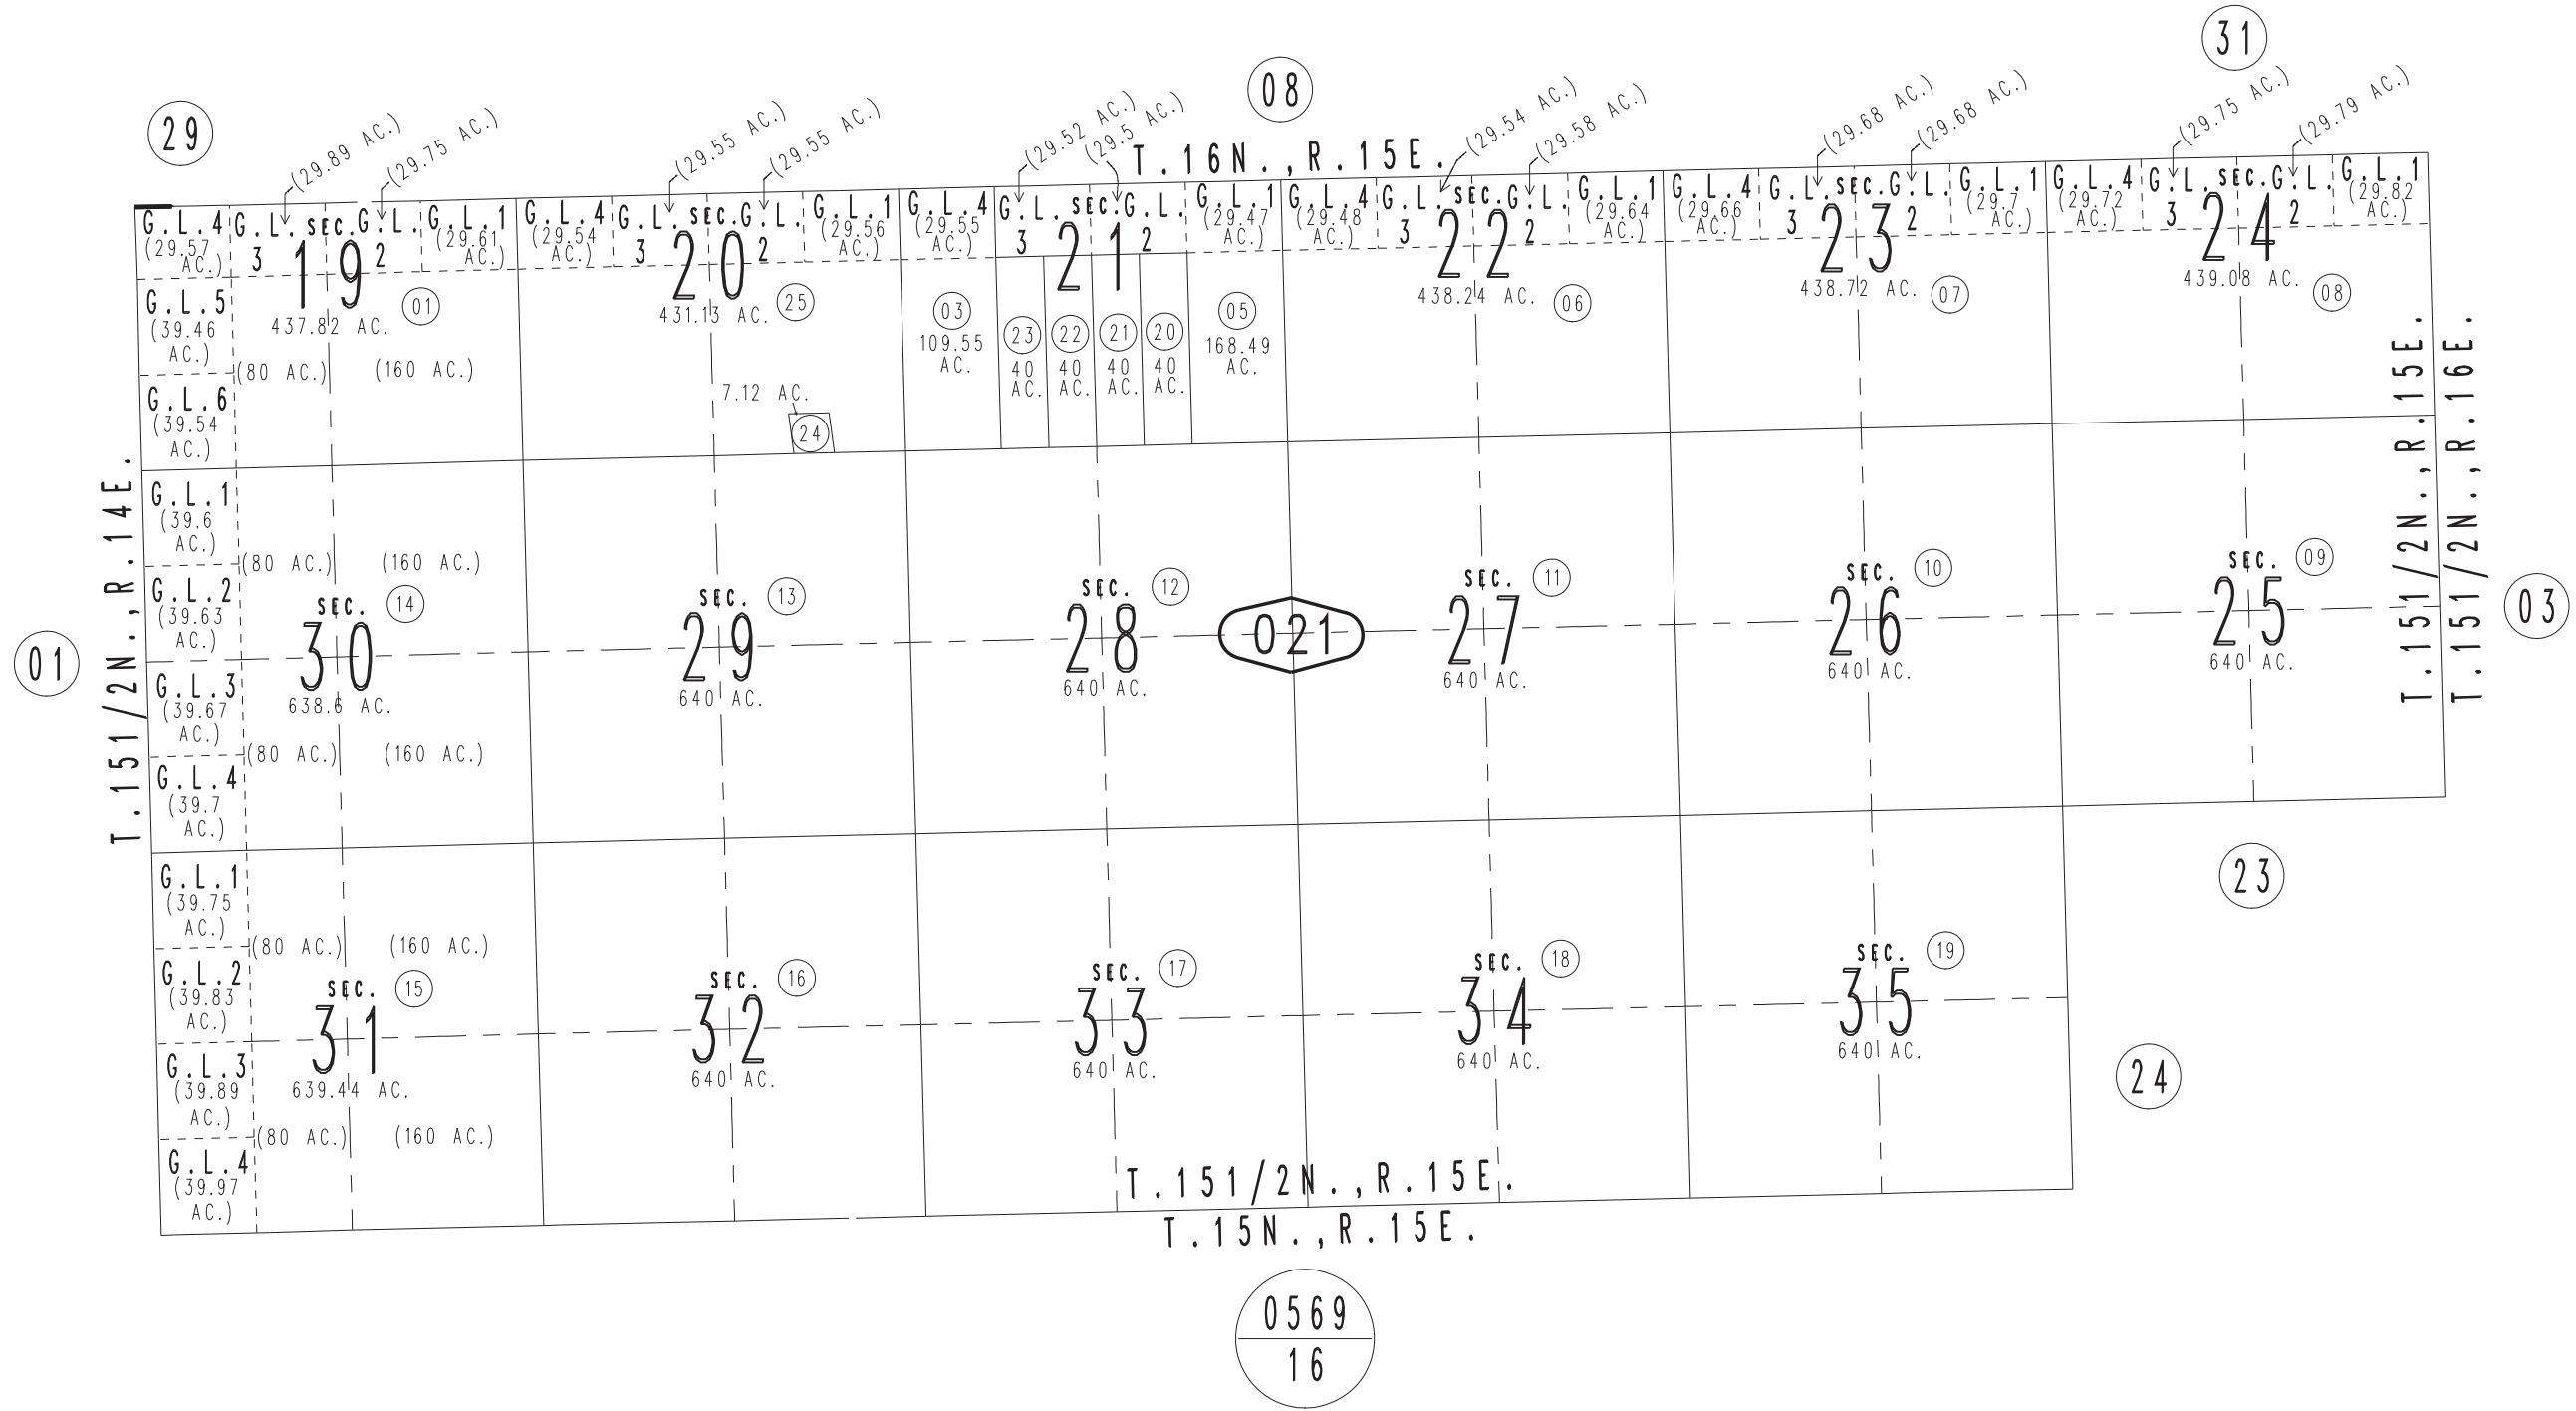 31
08
29
(29.89 AC.)
(29.75 AC.)
(29.55 AC.)
(29.55 AC.)
(29.52 AC.)
(29.5 AC.)
(29.54 AC.)
(29.58 AC.)
(29.68 AC.)
(29.68 AC.)
(29.75 AC.)
(29.79 AC.)
T.16N.,R.15E.
G.L.4
(29.57
AC.)
G.L.
3
SEC.
19
G.L.
2
G.L.1
(29.61
AC.)
437.82 AC.
01
G.L.5
(39.46
AC.)
(80 AC.)
(160 AC.)
G.L.6
(39.54
AC.)
G.L.4
(29.54
AC.)
G.L.
3
SEC.
20
G.L.
2
G.L.1
(29.56
AC.)
431.13 AC.
25
7.12 AC.
24
G.L.4
(29.55
AC.)
G.L.
3
SEC.
21
G.L.
2
G.L.1
(29.47
AC.)
03
109.55
AC.
23
40
AC.
22
40
AC.
21
40
AC.
20
40
AC.
05
168.49
AC.
G.L.4
(29.48
AC.)
G.L.
3
SEC.
22
G.L.
2
G.L.1
(29.64
AC.)
438.24 AC.
06
G.L.4
(29.66
AC.)
G.L.
3
SEC.
23
G.L.
2
G.L.1
(29.7
AC.)
438.72 AC.
07
G.L.4
(29.72
AC.)
G.L.
3
SEC.
24
G.L.
2
G.L.1
(29.82
AC.)
439.08 AC.
08
T.151/2N.,R.15E.
T.151/2N.,R.16E.
T.151/2N.,R.14E.
01
G.L.1
(39.6
AC.)
(80 AC.)
(160 AC.)
G.L.2
(39.63
AC.)
SEC.
30
14
638.6 AC.
G.L.3
(39.67
AC.)
(80 AC.)
(160 AC.)
G.L.4
(39.7
AC.)
SEC.
29
13
640 AC.
SEC.
28
12
640 AC.
021
SEC.
27
11
640 AC.
SEC.
26
10
640 AC.
SEC.
25
09
640 AC.
03
G.L.1
(39.75
AC.)
(80 AC.)
(160 AC.)
G.L.2
(39.83
AC.)
SEC.
31
15
639.44 AC.
G.L.3
(39.89
AC.)
(80 AC.)
(160 AC.)
G.L.4
(39.97
AC.)
SEC.
32
16
640 AC.
SEC.
33
17
640 AC.
SEC.
34
18
640 AC.
SEC.
35
19
640 AC.
23
24
T.151/2N.,R.15E.
T.15N.,R.15E.
0569
16